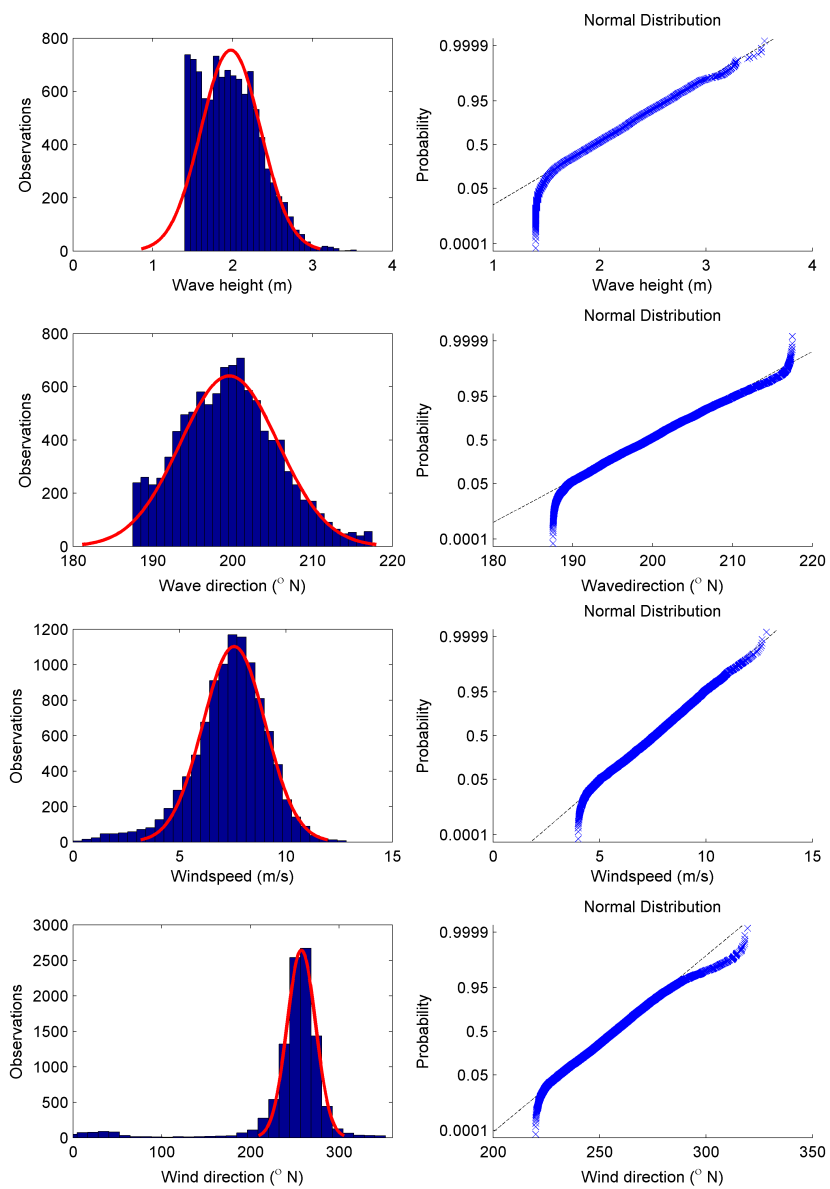 Normal Distribution
800
600
400
200
0
Observations
0 1 2 3 4
Wave height (m)
0.9999
0.95
0.5
0.05
0.0001
Probability
1 2 3 4
Wave height (m)
Normal Distribution
800
600
400
200
0
Observations
180 190 200 210 220
Wave direction (° N)
0.9999
0.95
0.5
0.05
0.0001
Probability
180 190 200 210 220
Wavedirection (° N)
Normal Distribution
1200
1000
800
600
400
200
0
Observations
0 5 10 15
Windspeed (m/s)
0.9999
0.95
0.5
0.05
0.0001
Probability
0 5 10 15
Windspeed (m/s)
Normal Distribution
3000
2500
2000
1500
1000
500
0
Observations
0 100 200 300
Wind direction (° N)
0.9999
0.95
0.5
0.05
0.0001
Probability
200 250 300 350
Wind direction (° N)